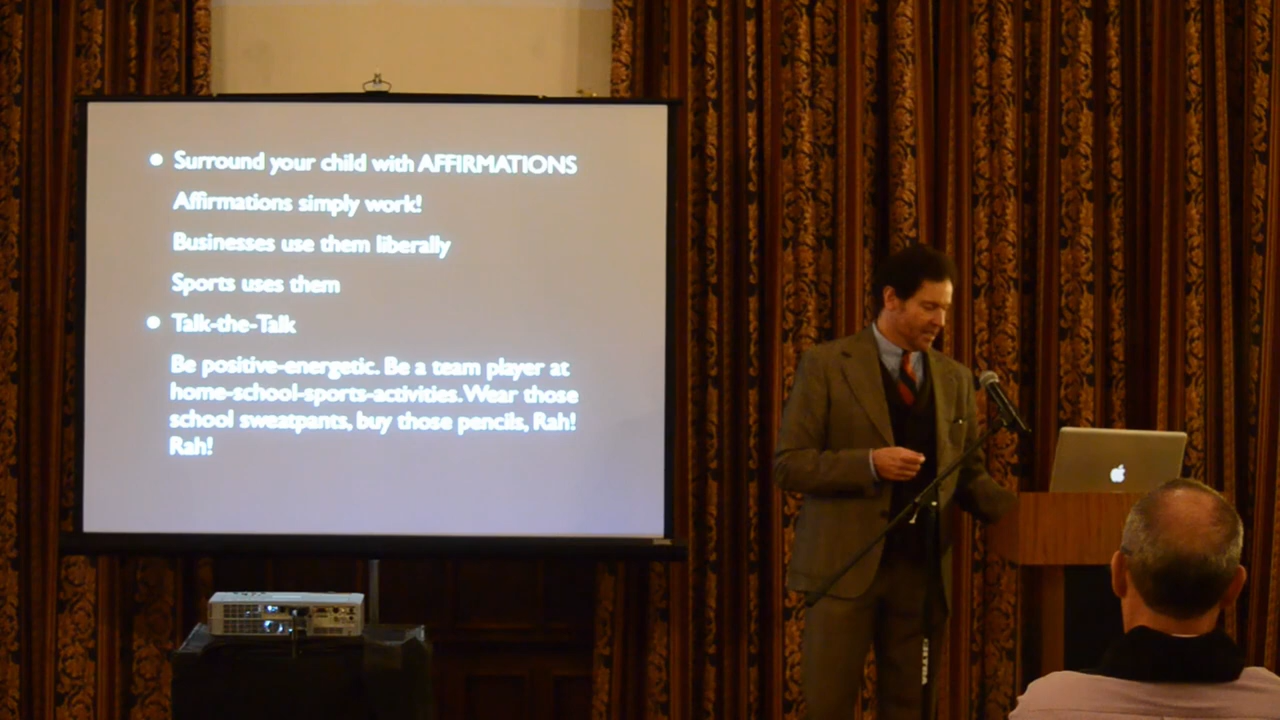 Surround your child with AFFIRMATIONS
Affirmations simply work!
Businesses use them liberally
Sports uses them
Talk-the-Talk
Be positive-energetic. Be a team player at
home-school-sports-activities. Wear those
school sweatpants, buy those pencils, Rah!
Rah!